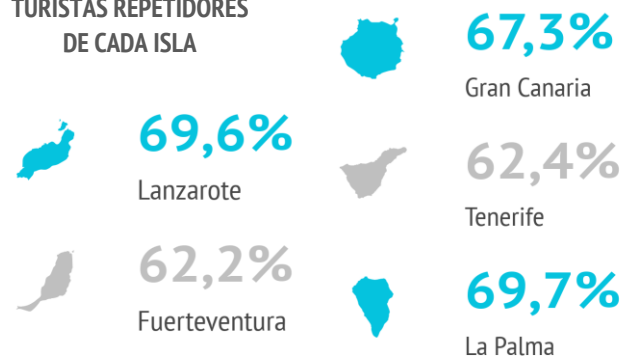 TURISTAS REPETIDORES
DE CADA ISLA
69,6%
Lanzarote
62,2%
Fuerteventura
67,3%
Gran Canaria
62,4%
Tenerife
69,7%
La Palma